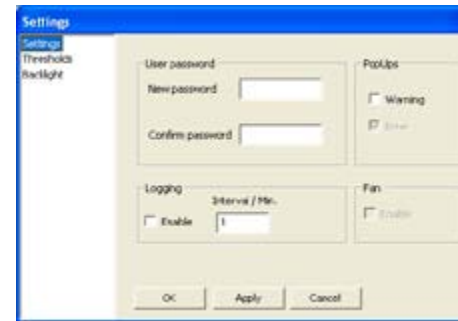 Settings
Settings
Thresholds
Backlight
User password
New password
Confirm password
PopUps
Warning
Error
Logging
Interval / Min.
Enable
1
Fan
Enable
OK
Apply
Cancel